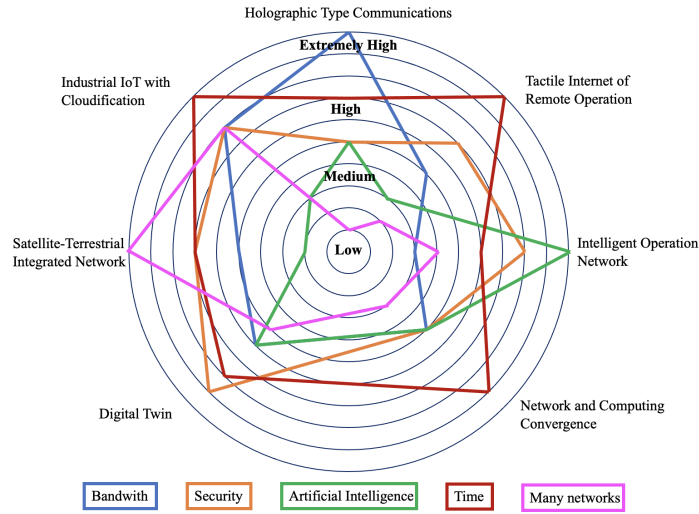 Holographic Type Communications
Extremely High
Industrial IoT with
Cloudification
Tactile Internet of
Remote Operation
High
Medium
Satellite-Terrestrial
Integrated Network
Low
Intelligent Operation
Network
Digital Twin
Network and Computing
Convergence
Bandwith
Security
Artificial Intelligence
Time
Many networks